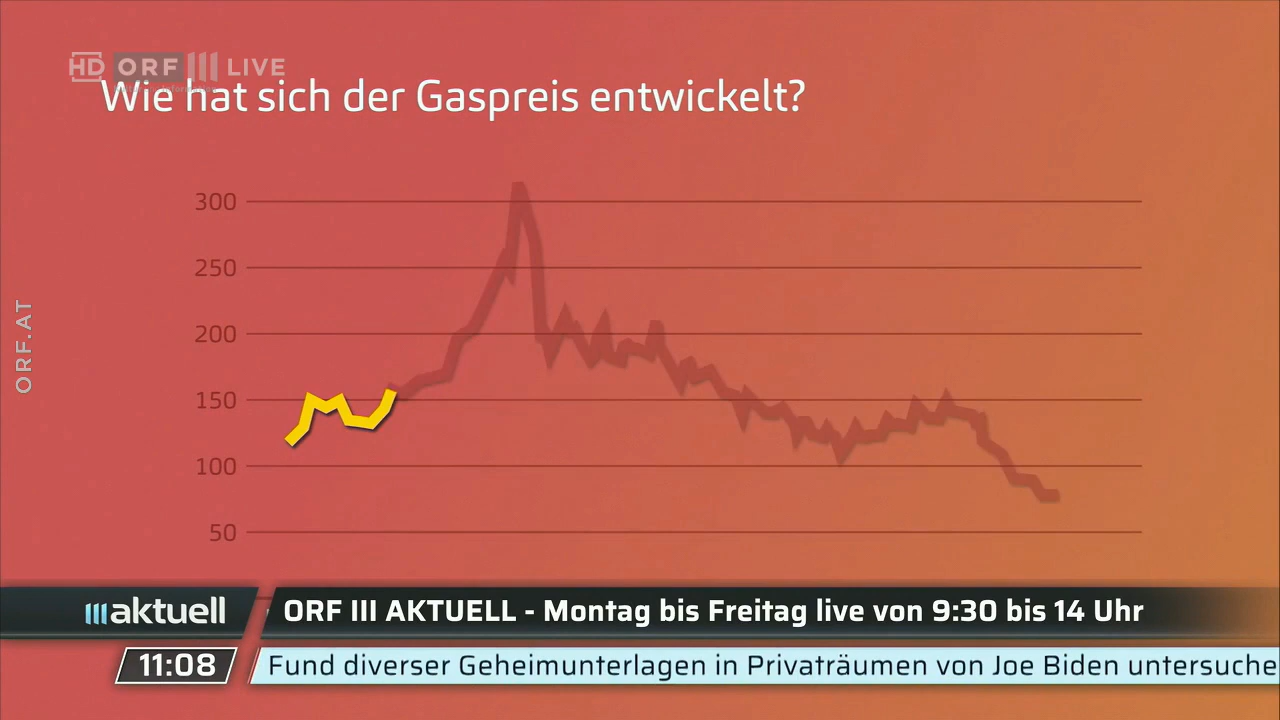 HD ORF III LIVE
Wie hat sich der Gaspreis entwickelt?
300
250
200
150
100
50
ORF.AT
aktuell
ORF III AKTUELL - Montag bis Freitag live von 9:30 bis 14 Uhr
11:08
Fund diverser Geheimunterlagen in Privaträumen von Joe Biden untersuche